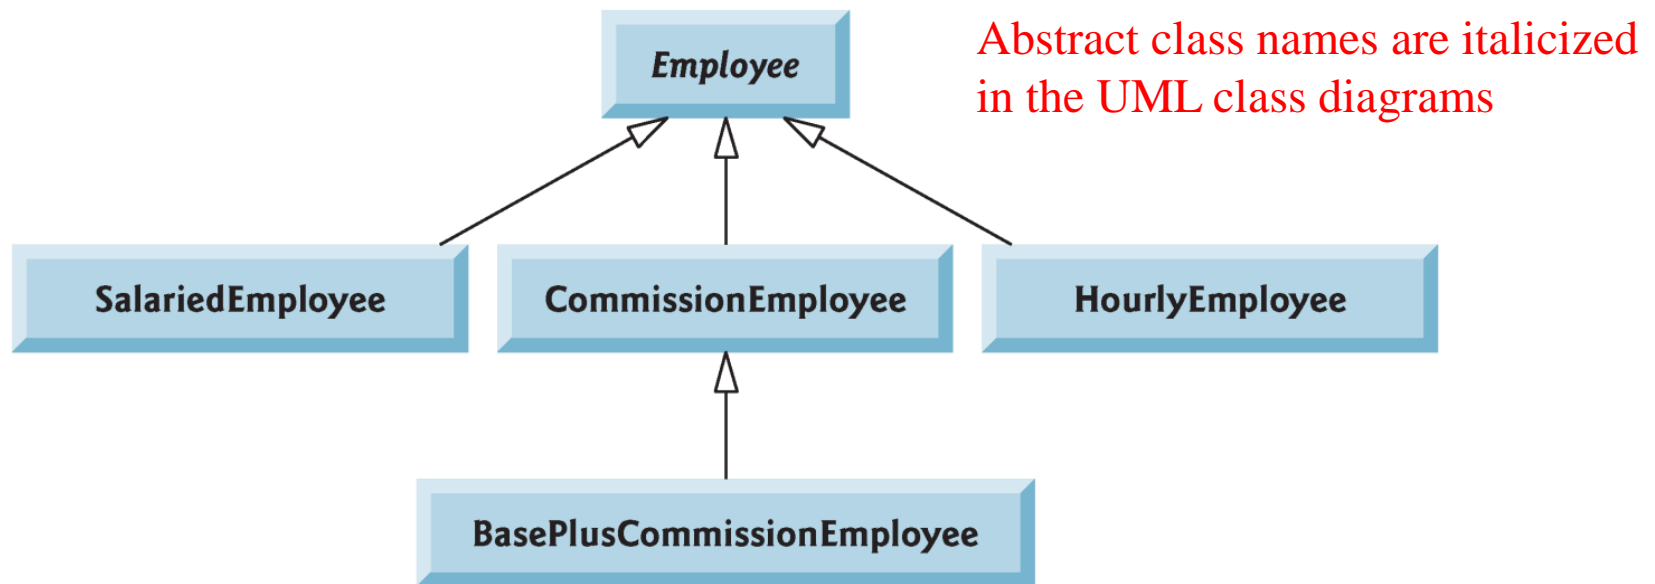 Employee
Abstract class names are italicized
in the UML class diagrams
SalariedEmployee
CommissionEmployee
HourlyEmployee
BasePlusCommissionEmployee